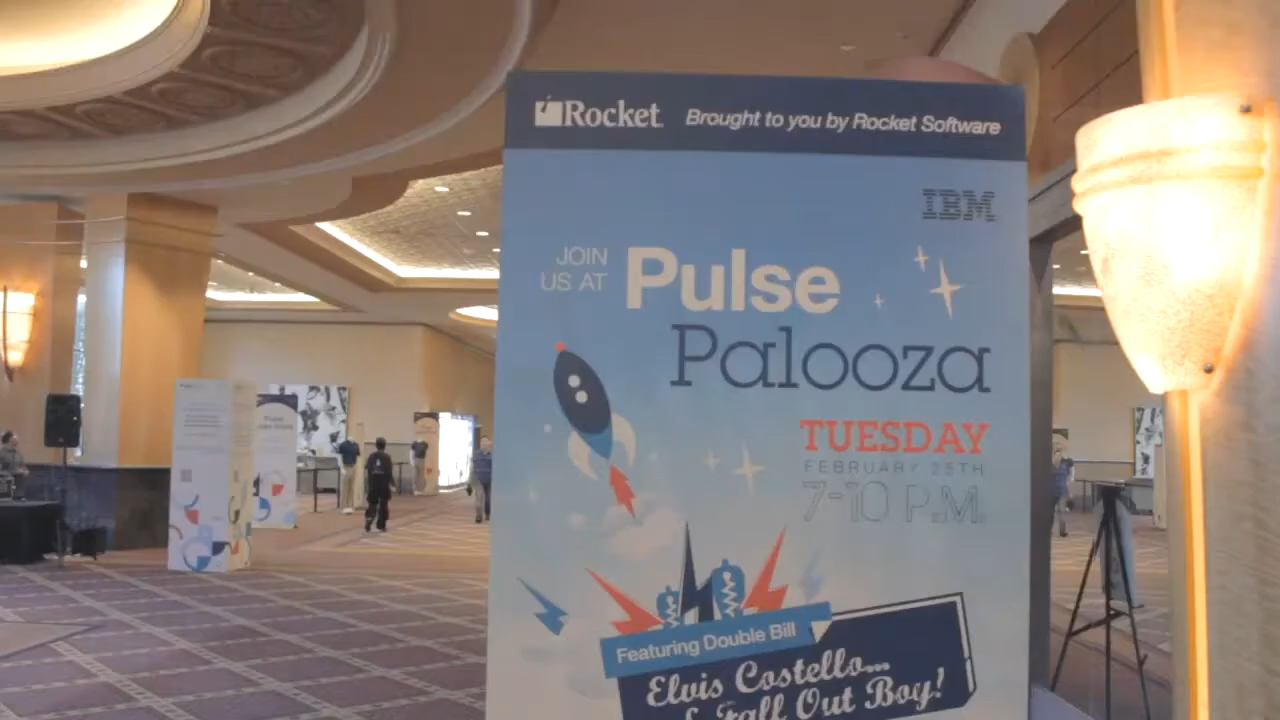 Rocket Brought to you by Rocket Software
IBM
JOIN
US AT
Pulse
Palooza
TUESDAY
FEBRUARY 25TH
7-10 P.M.
Featuring Double Bill
Elvis Costello...
& Fall Out Boy!